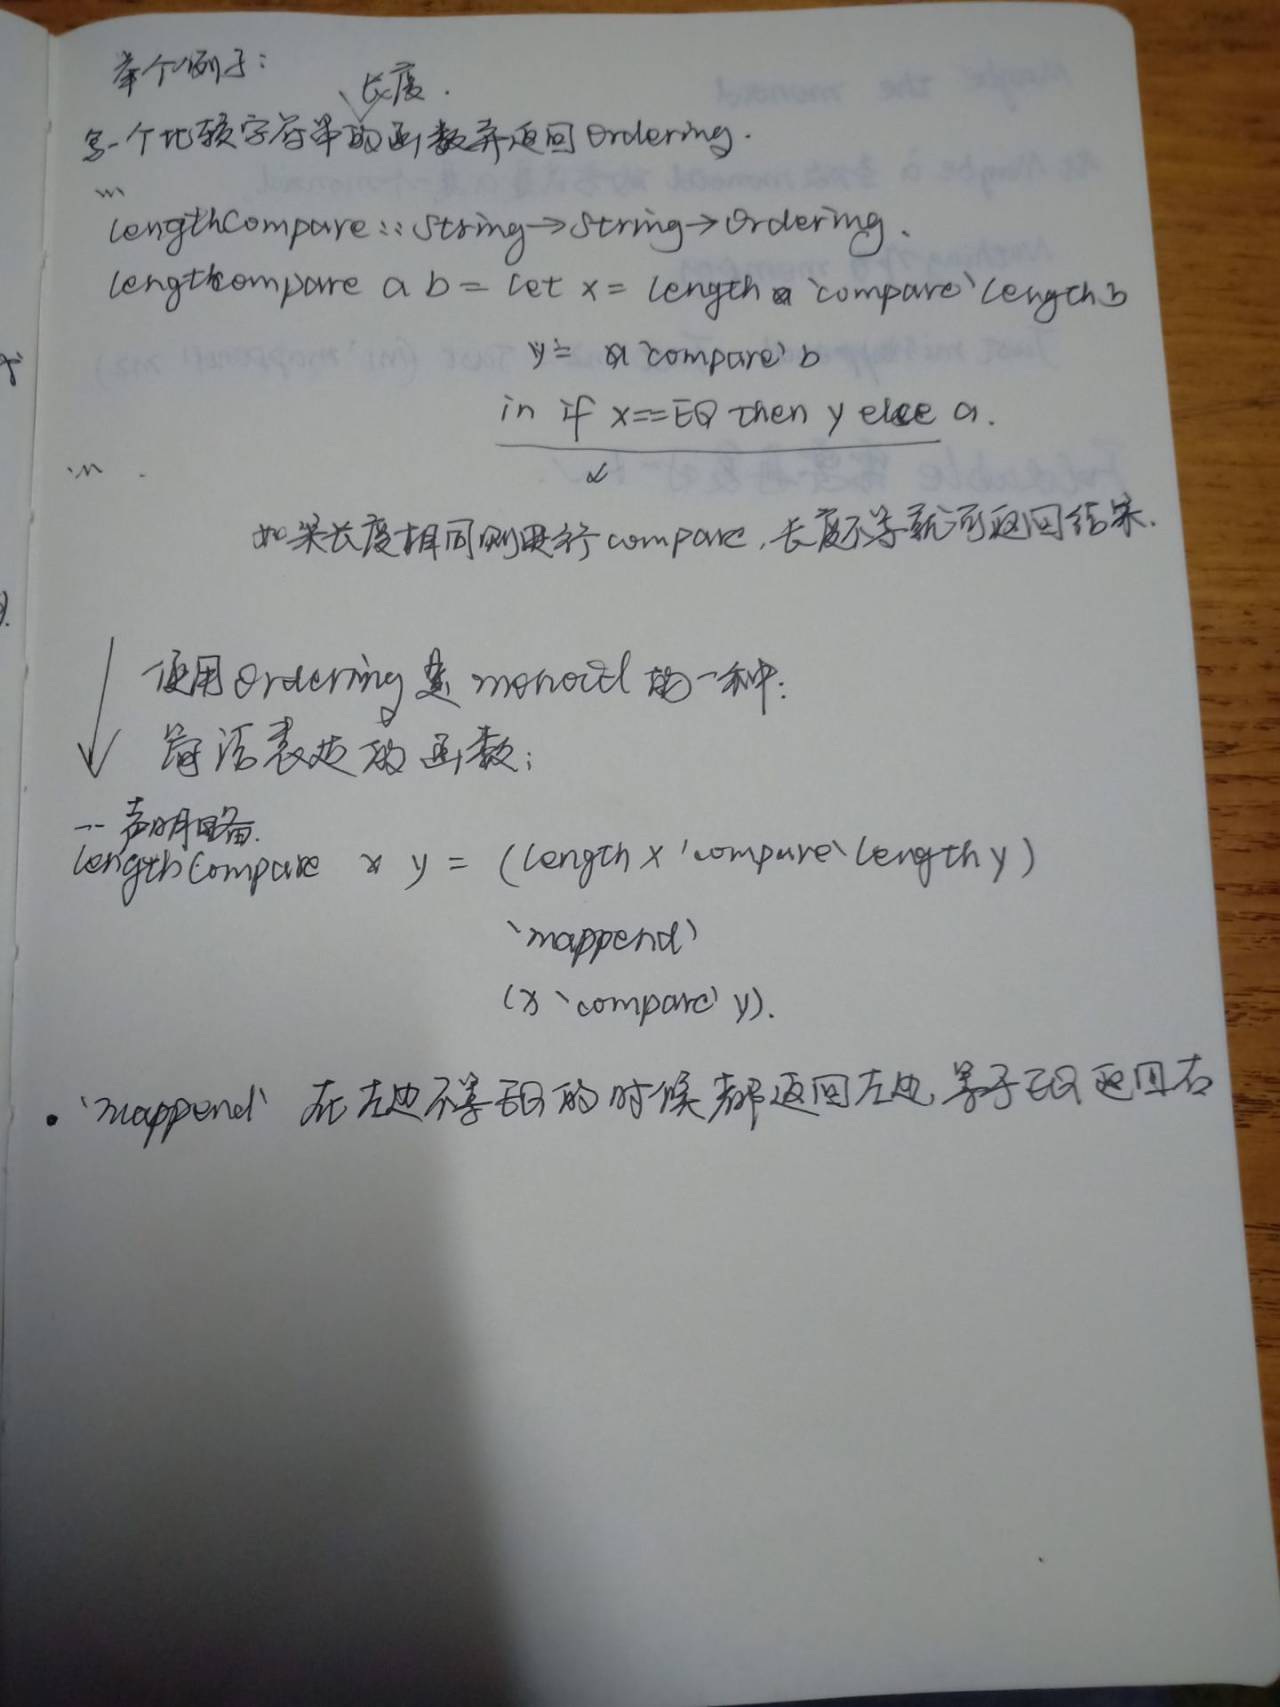 举个例子:
长度.
写一个比较字符串的函数并返回Ordering.
```
lengthCompare :: String → String → Ordering.
lengthcompare a b = let x = length a `compare` length b
y = a `compare` b
in if x == EQ then y else a.
```
如果长度相同则要行compare,长度不等就可返回结果.
使用Ordering是monoid的一种:
简洁表达的函数:
-- 声明略.
lengthCompare x y = (length x `compare` length y)
`mappend`
(x `compare` y).
• `mappend` 在左边不等EQ的时候都返回左边,等于EQ返回右